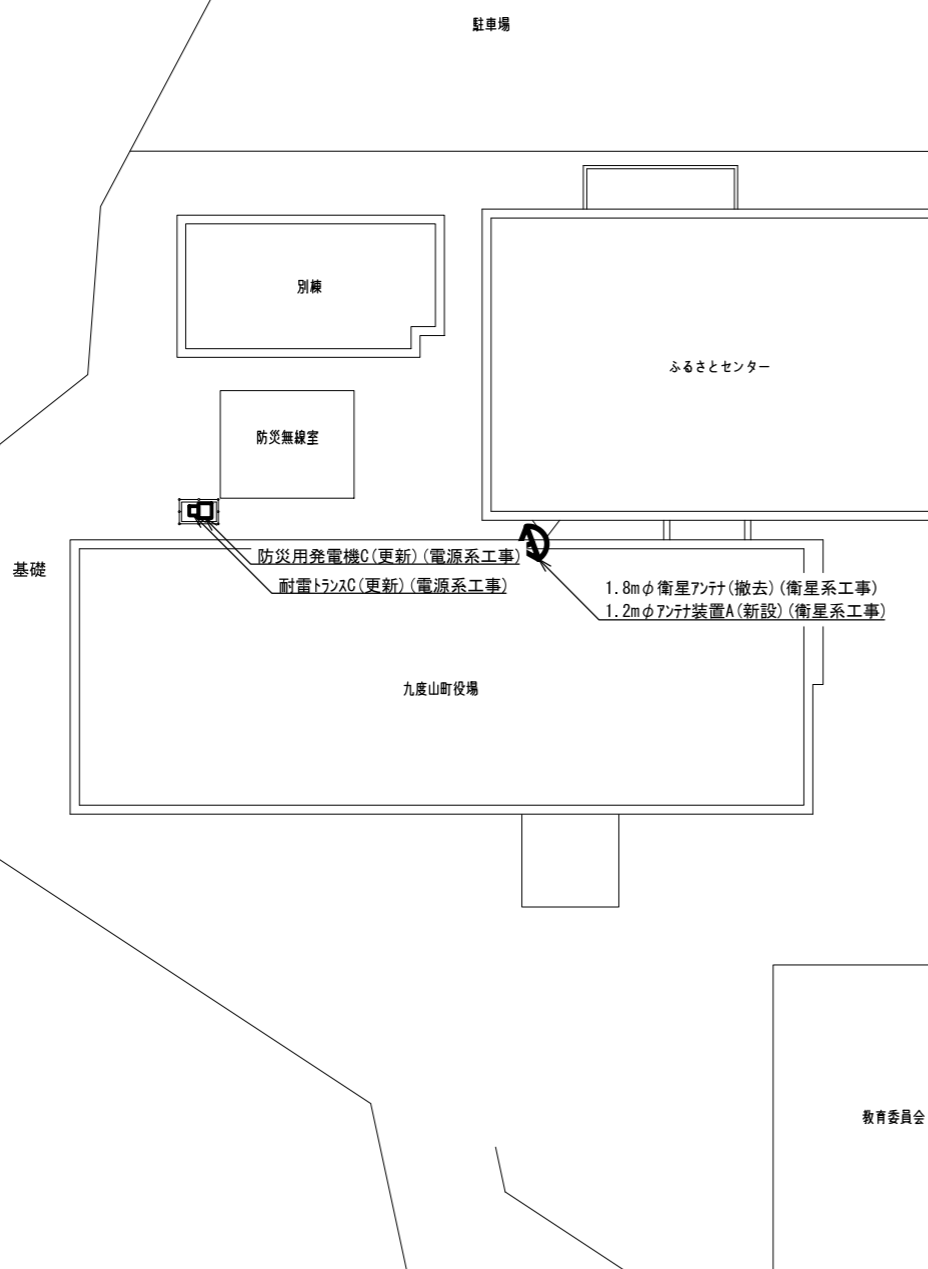 駐車場
別棟
ふるさとセンター
防災無線室
防災用発電機C(更新)(電源系工事)
基礎
耐雷トランスC(更新)(電源系工事)
1.8mφ衛星アンテナ(撤去)(衛星系工事)
1.2mφアンテナ装置A(新設)(衛星系工事)
九度山町役場
教育委員会